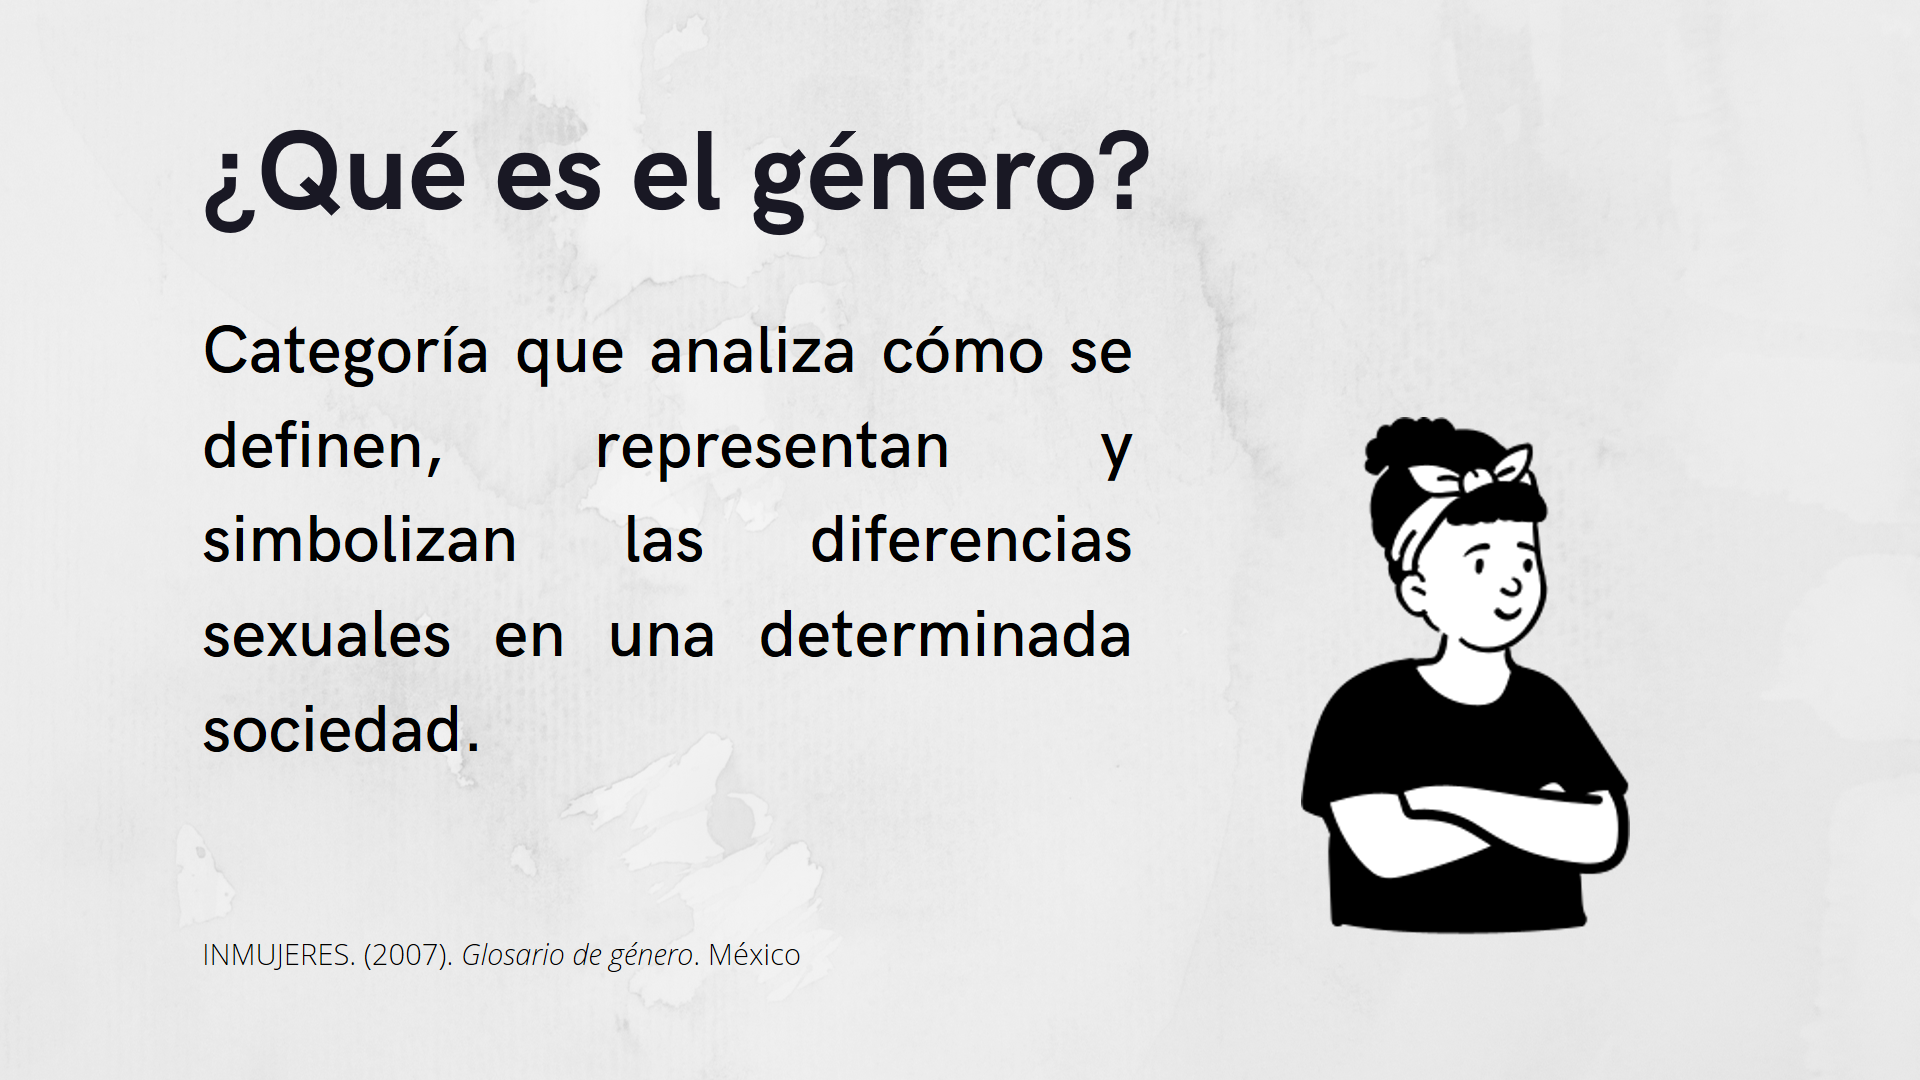 ¿Qué es el género?
Categoría que analiza cómo se
definen, representan y
simbolizan las diferencias
sexuales en una determinada
sociedad.
INMUJERES. (2007). Glosario de género. México